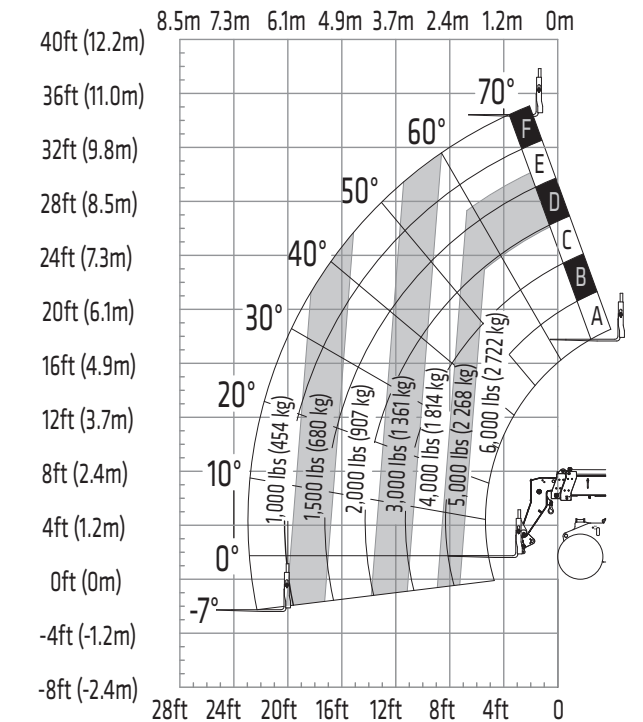 8.5m 7.3m 6.1m 4.9m 3.7m 2.4m 1.2m 0m
40ft (12.2m)
36ft (11.0m)
70°
F
60°
32ft (9.8m)
E
50°
28ft (8.5m)
D
40°
C
24ft (7.3m)
B
30°
20ft (6.1m)
A
16ft (4.9m)
20°
12ft (3.7m)
1,000 lbs (454 kg)
1,500 lbs (680 kg)
2,000 lbs (907 kg)
3,000 lbs (1 361 kg)
4,000 lbs (1 814 kg)
5,000 lbs (2 268 kg)
6,000 lbs (2 722 kg)
8ft (2.4m)
10°
4ft (1.2m)
0°
0ft (0m)
-7°
-4ft (-1.2m)
-8ft (-2.4m)
28ft 24ft 20ft 16ft 12ft 8ft 4ft 0